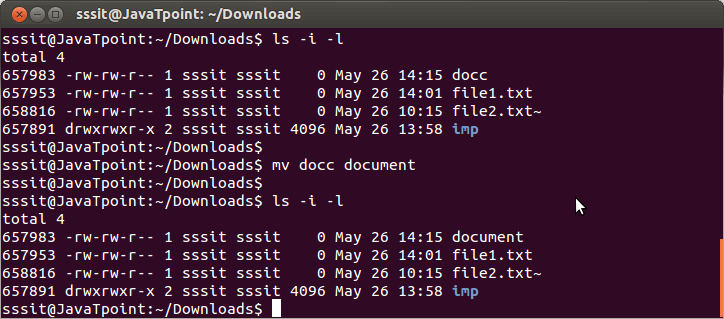 sssit@JavaTpoint: ~/Downloads
sssit@JavaTpoint:~/Downloads$ ls -i -l
total 4
657983 -rw-rw-r-- 1 sssit sssit    0 May 26 14:15 docc
657953 -rw-rw-r-- 1 sssit sssit    0 May 26 14:01 file1.txt
658816 -rw-rw-r-- 1 sssit sssit    0 May 26 10:15 file2.txt~
657891 drwxrwxr-x 2 sssit sssit 4096 May 26 13:58 imp
sssit@JavaTpoint:~/Downloads$
sssit@JavaTpoint:~/Downloads$ mv docc document
sssit@JavaTpoint:~/Downloads$
sssit@JavaTpoint:~/Downloads$ ls -i -l
total 4
657983 -rw-rw-r-- 1 sssit sssit    0 May 26 14:15 document
657953 -rw-rw-r-- 1 sssit sssit    0 May 26 14:01 file1.txt
658816 -rw-rw-r-- 1 sssit sssit    0 May 26 10:15 file2.txt~
657891 drwxrwxr-x 2 sssit sssit 4096 May 26 13:58 imp
sssit@JavaTpoint:~/Downloads$